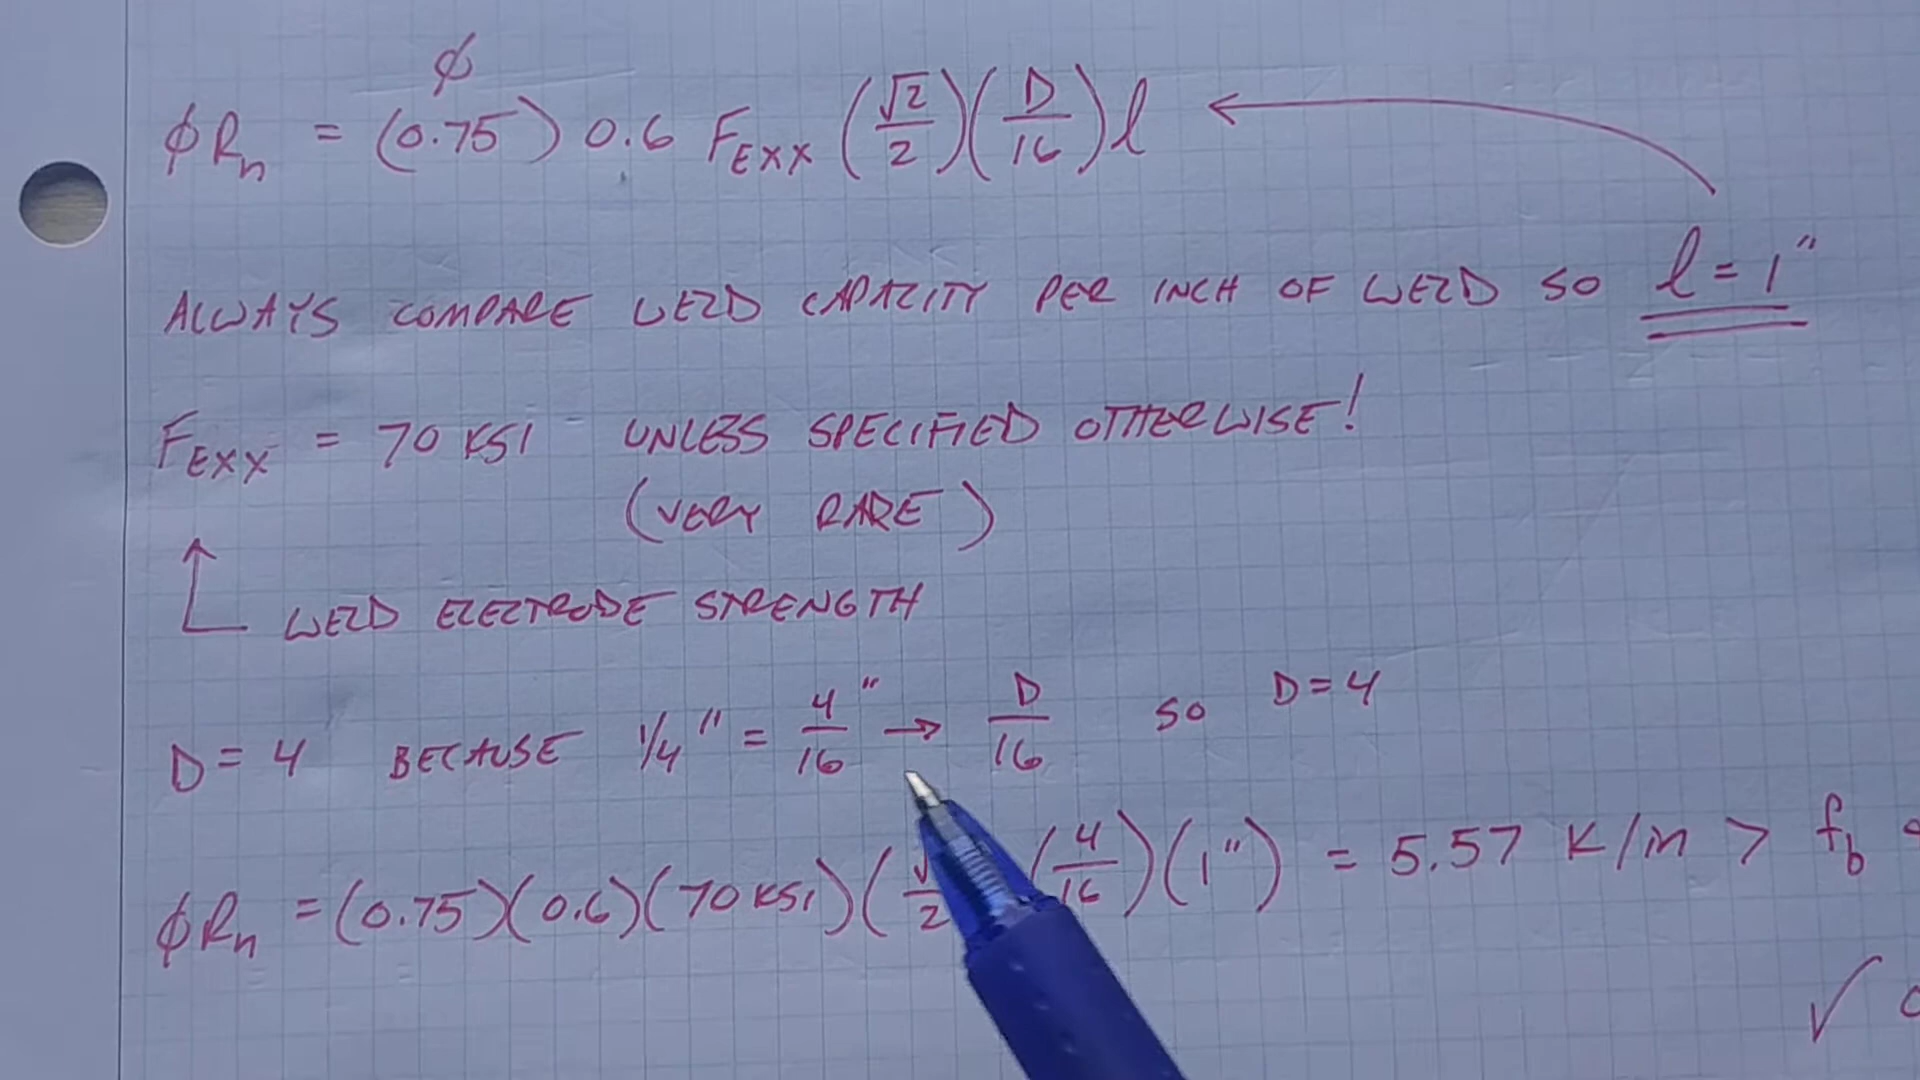 φ
φRn = (0.75) 0.6 FEXX (√2/2)(D/16) l
ALWAYS COMPARE WELD CAPACITY PER INCH OF WELD SO l = 1"
FEXX = 70 KSI UNLESS SPECIFIED OTHERWISE!
(VERY RARE)
WELD ELECTRODE STRENGTH
D = 4 BECAUSE 1/4" = 4/16" → D/16 SO D = 4
φRn = (0.75)(0.6)(70 KSI)(√ /2 (4/16)(1") = 5.57 K/in > fb
✓